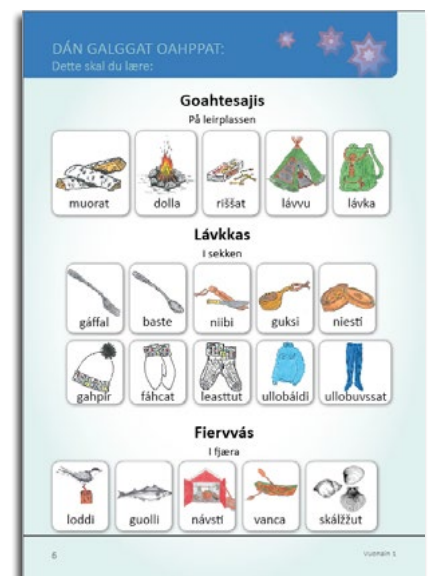 DÁN GALGGAT OAHPPAT:
Dette skal du lære:
Goahtesajis
På leirplassen
muorat dolla riššat lávvu lávka
Lávkkas
I sekken
gáffal baste niibi guksi niesti
gahpir fáhcat leasttut ullobáidi ullobuvssat
Fiervvás
I fjæra
loddi guolli návsti vanca skálžžut
6 Vuonain 1